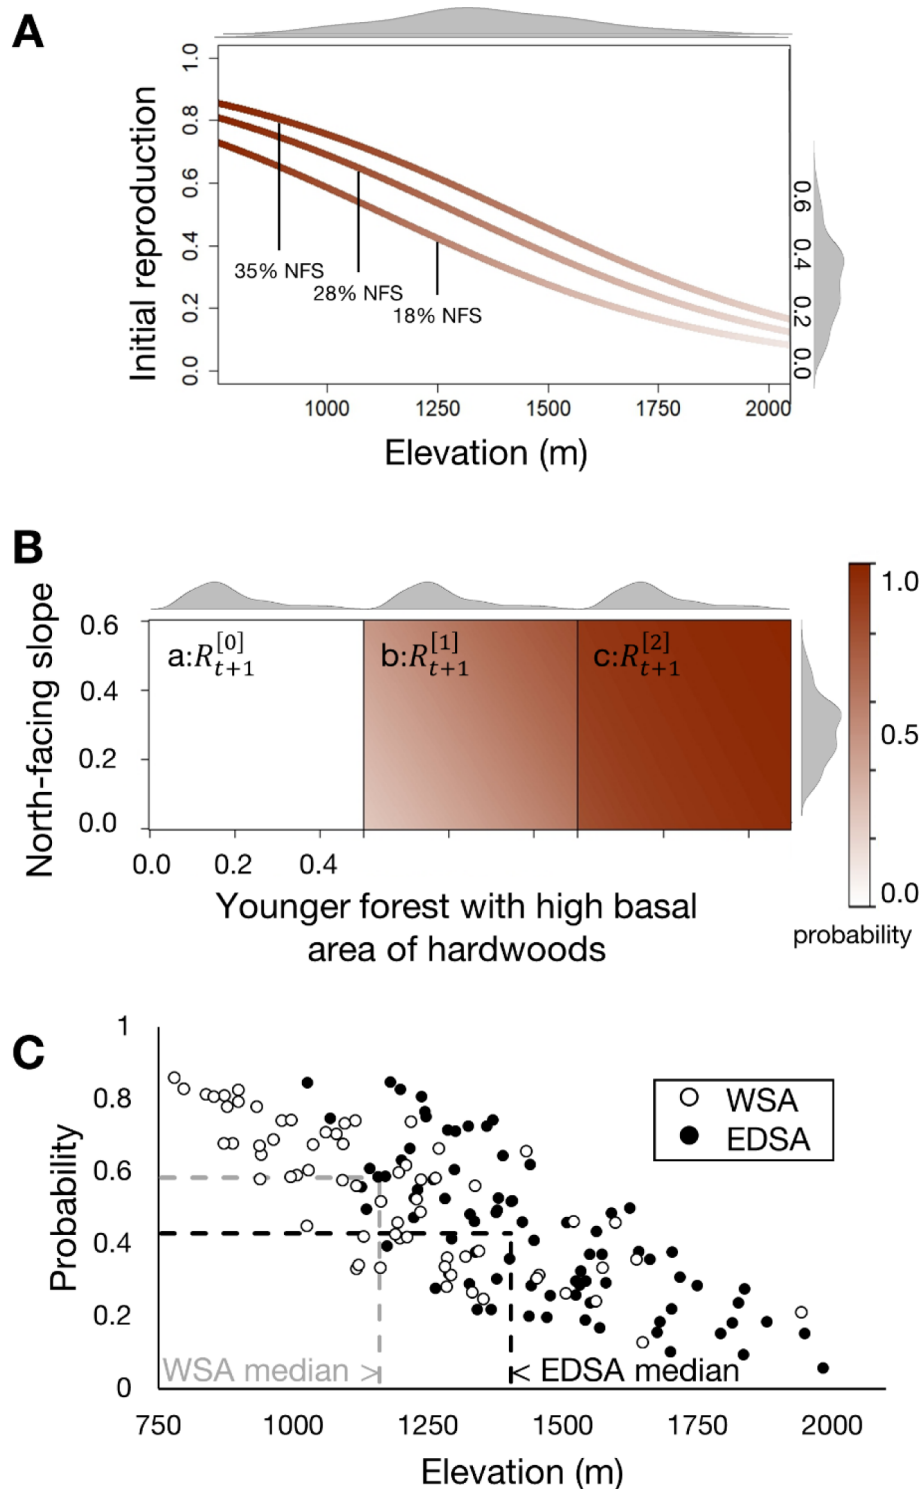 A
Initial reproduction
1.0
0.8
0.6
0.4
0.2
0.0
35% NFS
28% NFS
18% NFS
0.6
0.4
0.2
0.0
1000 1250 1500 1750 2000
Elevation (m)
B
North-facing slope
0.6
0.4
0.2
0.0
a:R[0]t+1 b:R[1]t+1 c:R[2]t+1
0.0 0.2 0.4
Younger forest with high basal
area of hardwoods
1.0
0.5
0.0
probability
C
Probability
1
0.8
0.6
0.4
0.2
0
WSA
EDSA
WSA median > < EDSA median
750 1000 1250 1500 1750 2000
Elevation (m)